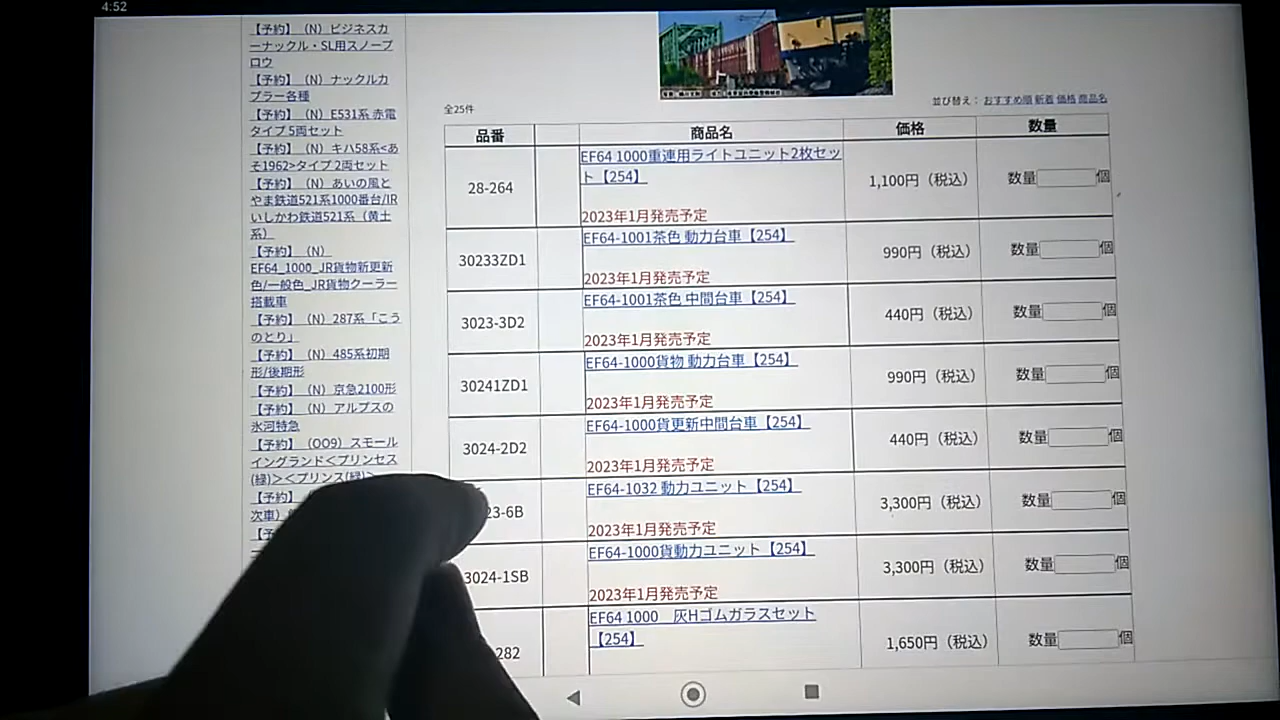 4:52
【予約】（N）ビジネスカ
ーナックル・SL用スノープ
ロウ
【予約】（N）ナックルカ
プラー各種
【予約】（N）E531系 赤電
タイプ 5両セット
【予約】（N）キハ58系<あ
そ1962>タイプ 2両セット
【予約】（N）あいの風と
やま鉄道521系1000番台/IR
いしかわ鉄道521系（黄土
系）
【予約】（N）
EF64_1000_JR貨物新更新
色/一般色_JR貨物クーラー
搭載車
【予約】（N）287系「こう
のとり」
【予約】（N）485系初期
形/後期形
【予約】（N）京急2100形
【予約】（N）アルプスの
氷河特急
【予約】（OO9）スモール
イングランド<プリンセス
(緑)><プリンス(緑)>
【予約】
次車）
全25件
並び替え： おすすめ順 新着 価格 商品名
品番 商品名 価格 数量
28-264 EF64 1000重連用ライトユニット2枚セッ
ト【254】 1,100円（税込） 数量 個
2023年1月発売予定
30233ZD1 EF64-1001茶色 動力台車【254】 990円（税込） 数量 個
2023年1月発売予定
3023-3D2 EF64-1001茶色 中間台車【254】 440円（税込） 数量 個
2023年1月発売予定
30241ZD1 EF64-1000貨物 動力台車【254】 990円（税込） 数量 個
2023年1月発売予定
3024-2D2 EF64-1000貨更新中間台車【254】 440円（税込） 数量 個
2023年1月発売予定
23-6B EF64-1032 動力ユニット【254】 3,300円（税込） 数量 個
2023年1月発売予定
3024-1SB EF64-1000貨動力ユニット【254】 3,300円（税込） 数量 個
2023年1月発売予定
282 EF64 1000　灰Hゴムガラスセット
【254】 1,650円（税込） 数量 個